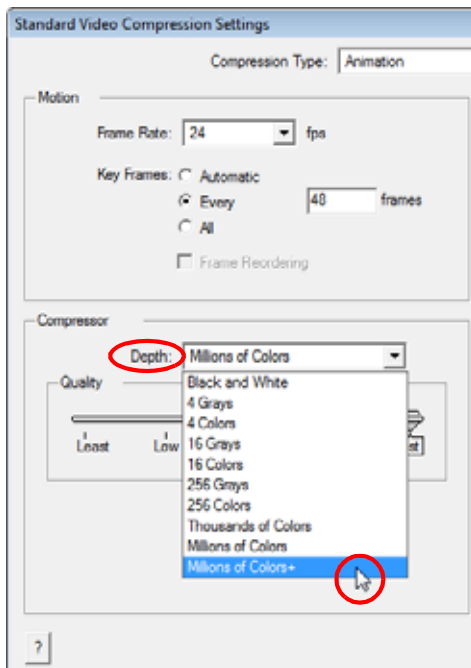 Standard Video Compression Settings
Compression Type: Animation
Motion
Frame Rate: 24 fps
Key Frames: Automatic
Every 48 frames
All
Frame Reordering
Compressor
Depth: Millions of Colors
Quality
Black and White
4 Grays
4 Colors
Least Low 16 Grays
16 Colors
256 Grays
256 Colors
Thousands of Colors
Millions of Colors
Millions of Colors+
?